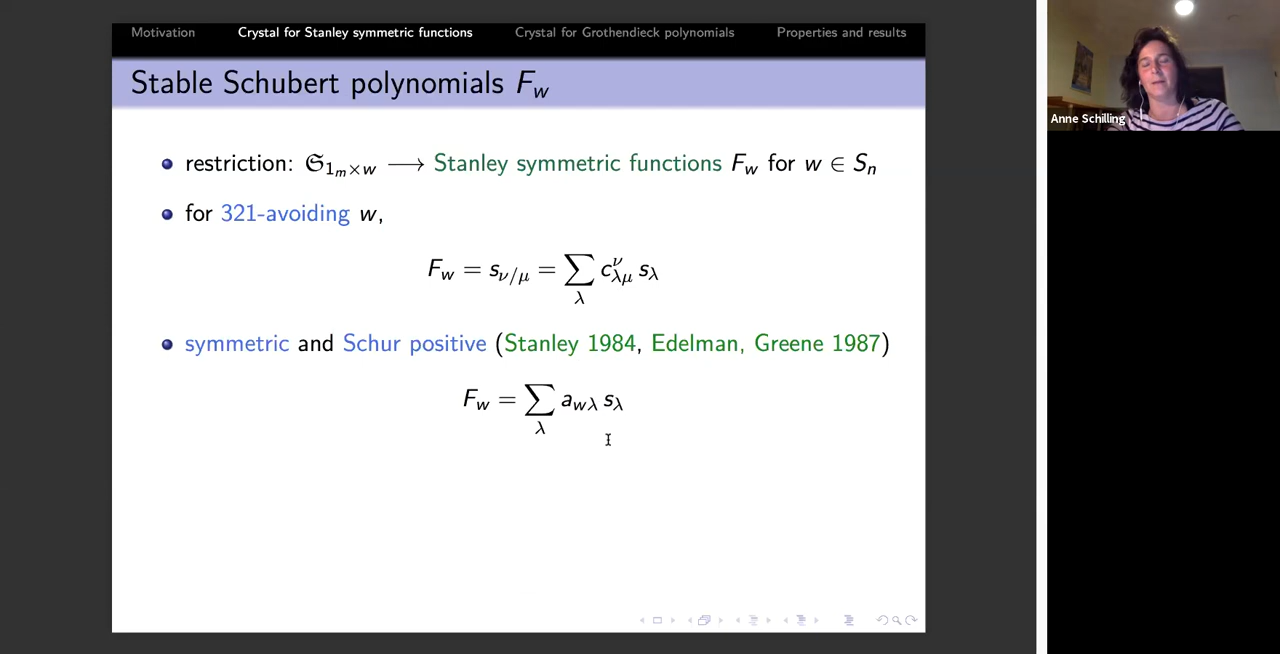 Motivation Crystal for Stanley symmetric functions Crystal for Grothendieck polynomials Properties and results
Stable Schubert polynomials F_w
restriction: 𝔖_{1_m×w} ⟶ Stanley symmetric functions F_w for w ∈ S_n
for 321-avoiding w,
F_w = s_{ν/μ} = ∑_λ c^ν_{λμ} s_λ
symmetric and Schur positive (Stanley 1984, Edelman, Greene 1987)
F_w = ∑_λ a_{wλ} s_λ
Anne Schilling